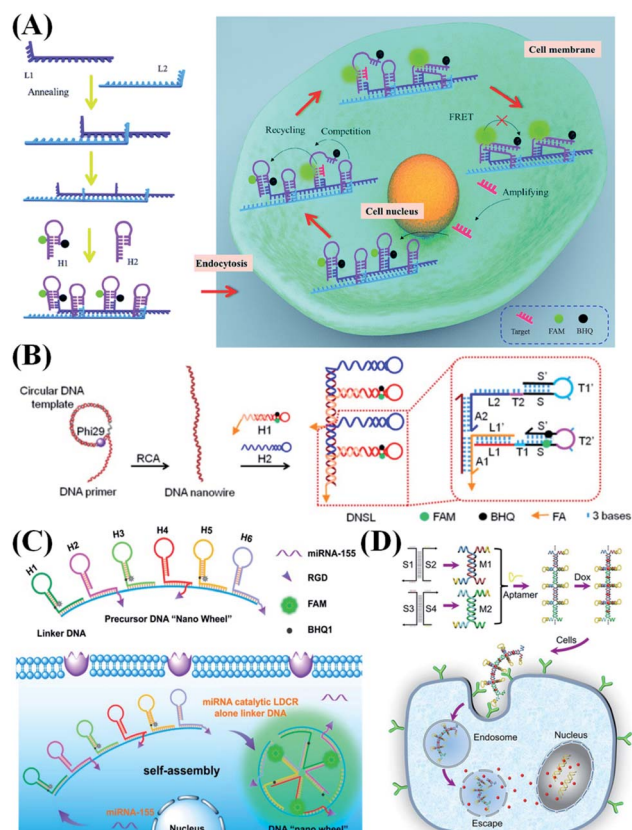 (A)
L1
L2
Annealing
H1
H2
Endocytosis
Cell membrane
FRET
Recycling
Competition
Amplifying
Cell nucleus
Target
FAM
BHQ
(B)
Circular DNA
template
Phi29
DNA primer
RCA
DNA nanowire
H1
H2
DNSL
FAM
BHQ
FA
3 bases
S'
T1'
L2
T2
S
A2
L1'
S'
T2'
A1
T1
S
(C)
H1
H2
H3
H4
H5
H6
Linker DNA
Precursor DNA "Nano Wheel"
miRNA-155
RGD
FAM
BHQ1
miRNA catalytic LDCR
alone linker DNA
self-assembly
miRNA-155
Nucleus
DNA "nano wheel"
(D)
S1
S2
M1
S3
S4
M2
Aptamer
Dox
Cells
Endosome
Nucleus
Escape